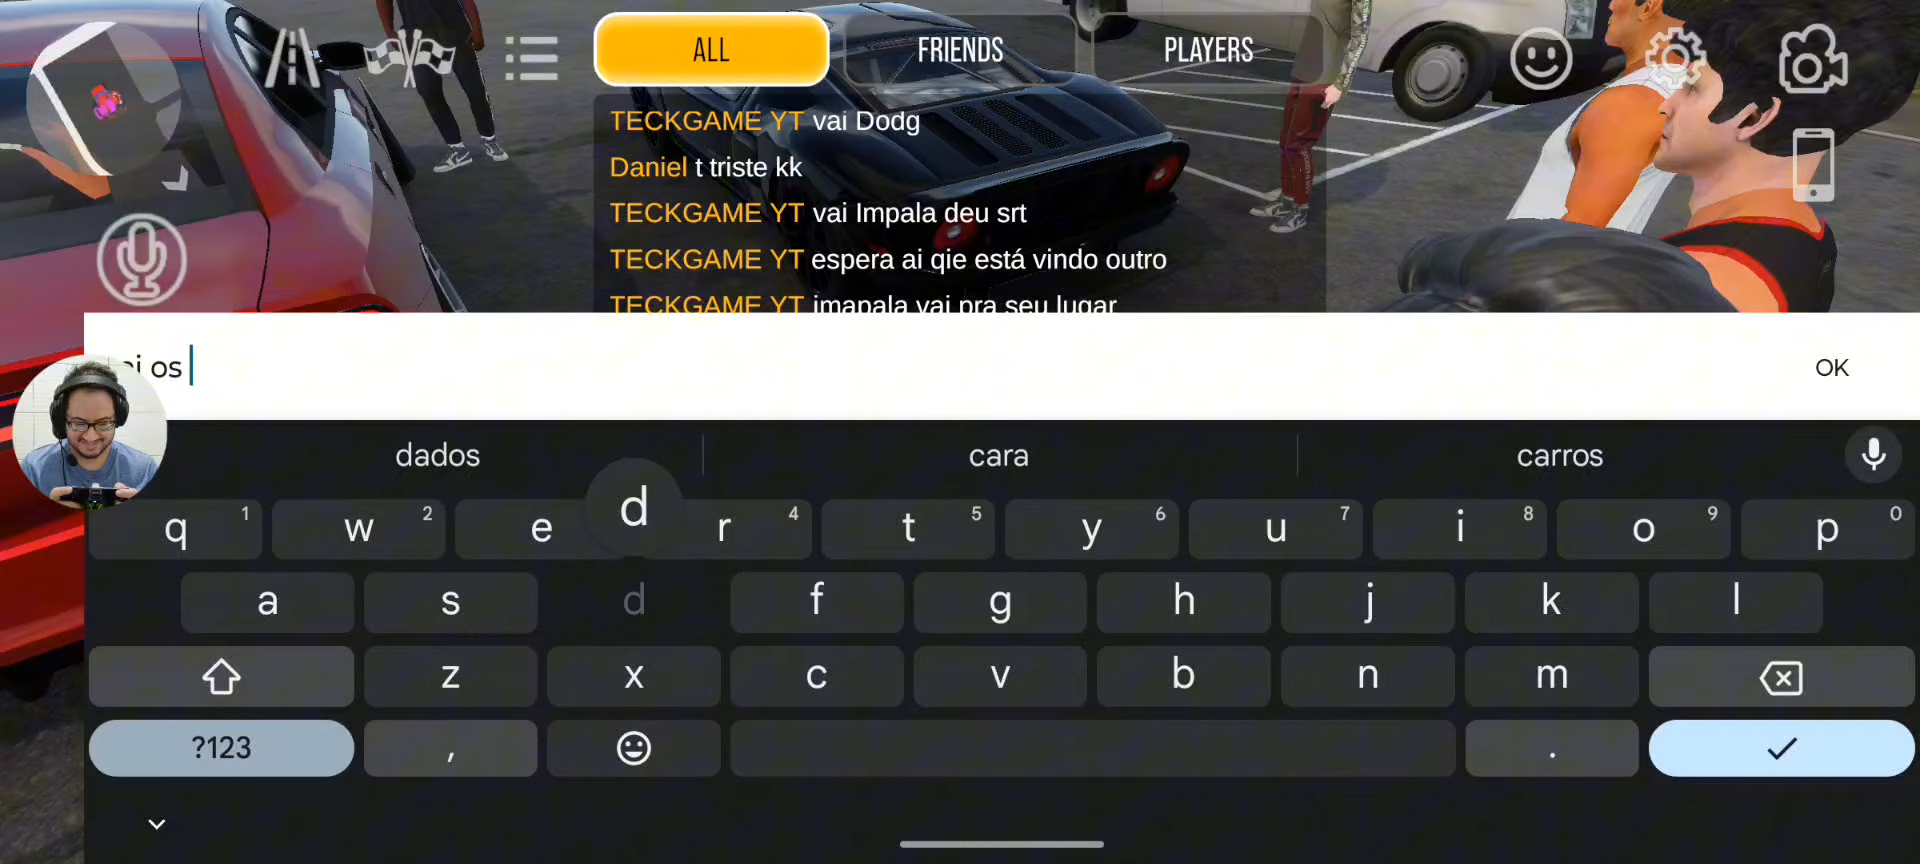 ALL
FRIENDS
PLAYERS
TECKGAME YT vai Dodg
Daniel t triste kk
TECKGAME YT vai Impala deu srt
TECKGAME YT espera ai qie está vindo outro
TECKGAME YT imapala vai pra seu lugar
os
OK
dados
cara
carros
d
q 1 w 2 e r 4 t 5 y 6 u 7 i 8 o 9 p 0
a s d f g h j k l
z x c v b n m
?123 , .